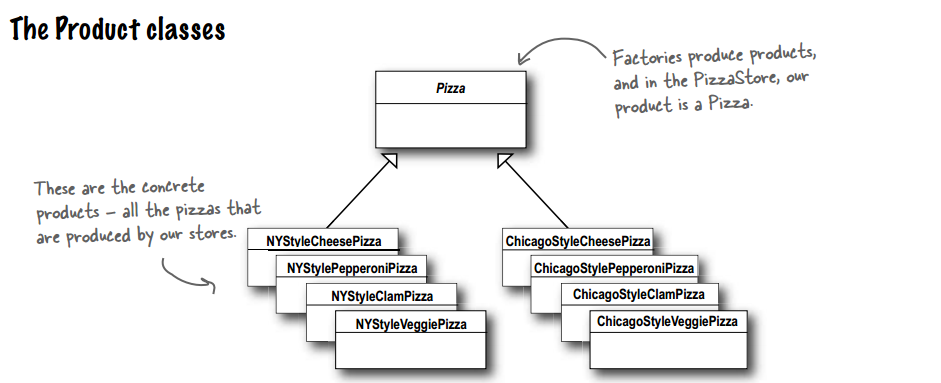 The Product classes
Factories produce products,
and in the PizzaStore, our
product is a Pizza.
Pizza
These are the concrete
products – all the pizzas that
are produced by our stores.
NYStyleCheesePizza
NYStylePepperoniPizza
NYStyleClamPizza
NYStyleVeggiePizza
ChicagoStyleCheesePizza
ChicagoStylePepperoniPizza
ChicagoStyleClamPizza
ChicagoStyleVeggiePizza